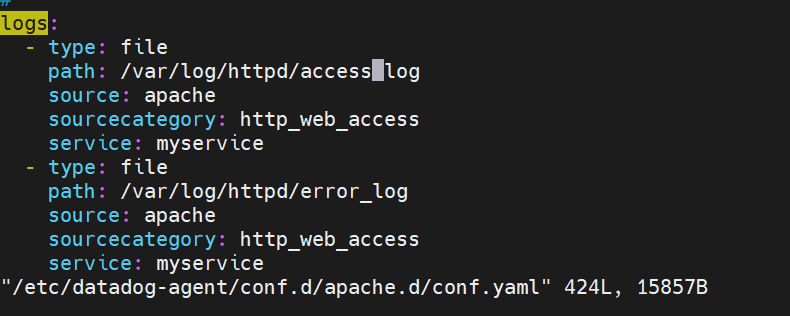 #
logs:
  - type: file
    path: /var/log/httpd/access log
    source: apache
    sourcecategory: http_web_access
    service: myservice
  - type: file
    path: /var/log/httpd/error_log
    source: apache
    sourcecategory: http_web_access
    service: myservice
"/etc/datadog-agent/conf.d/apache.d/conf.yaml" 424L, 15857B